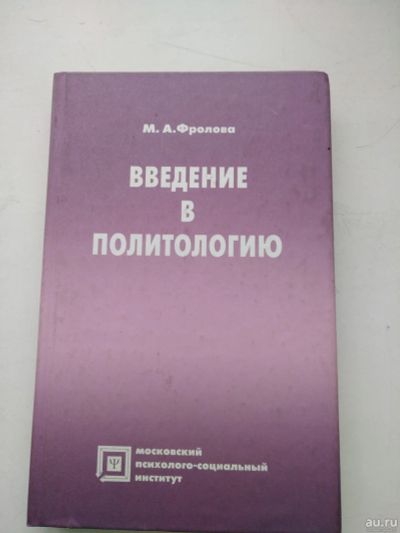 М. А. Фролова
ВВЕДЕНИЕ
В
ПОЛИТОЛОГИЮ
Ψ
московский
психолого-социальный
институт
au.ru